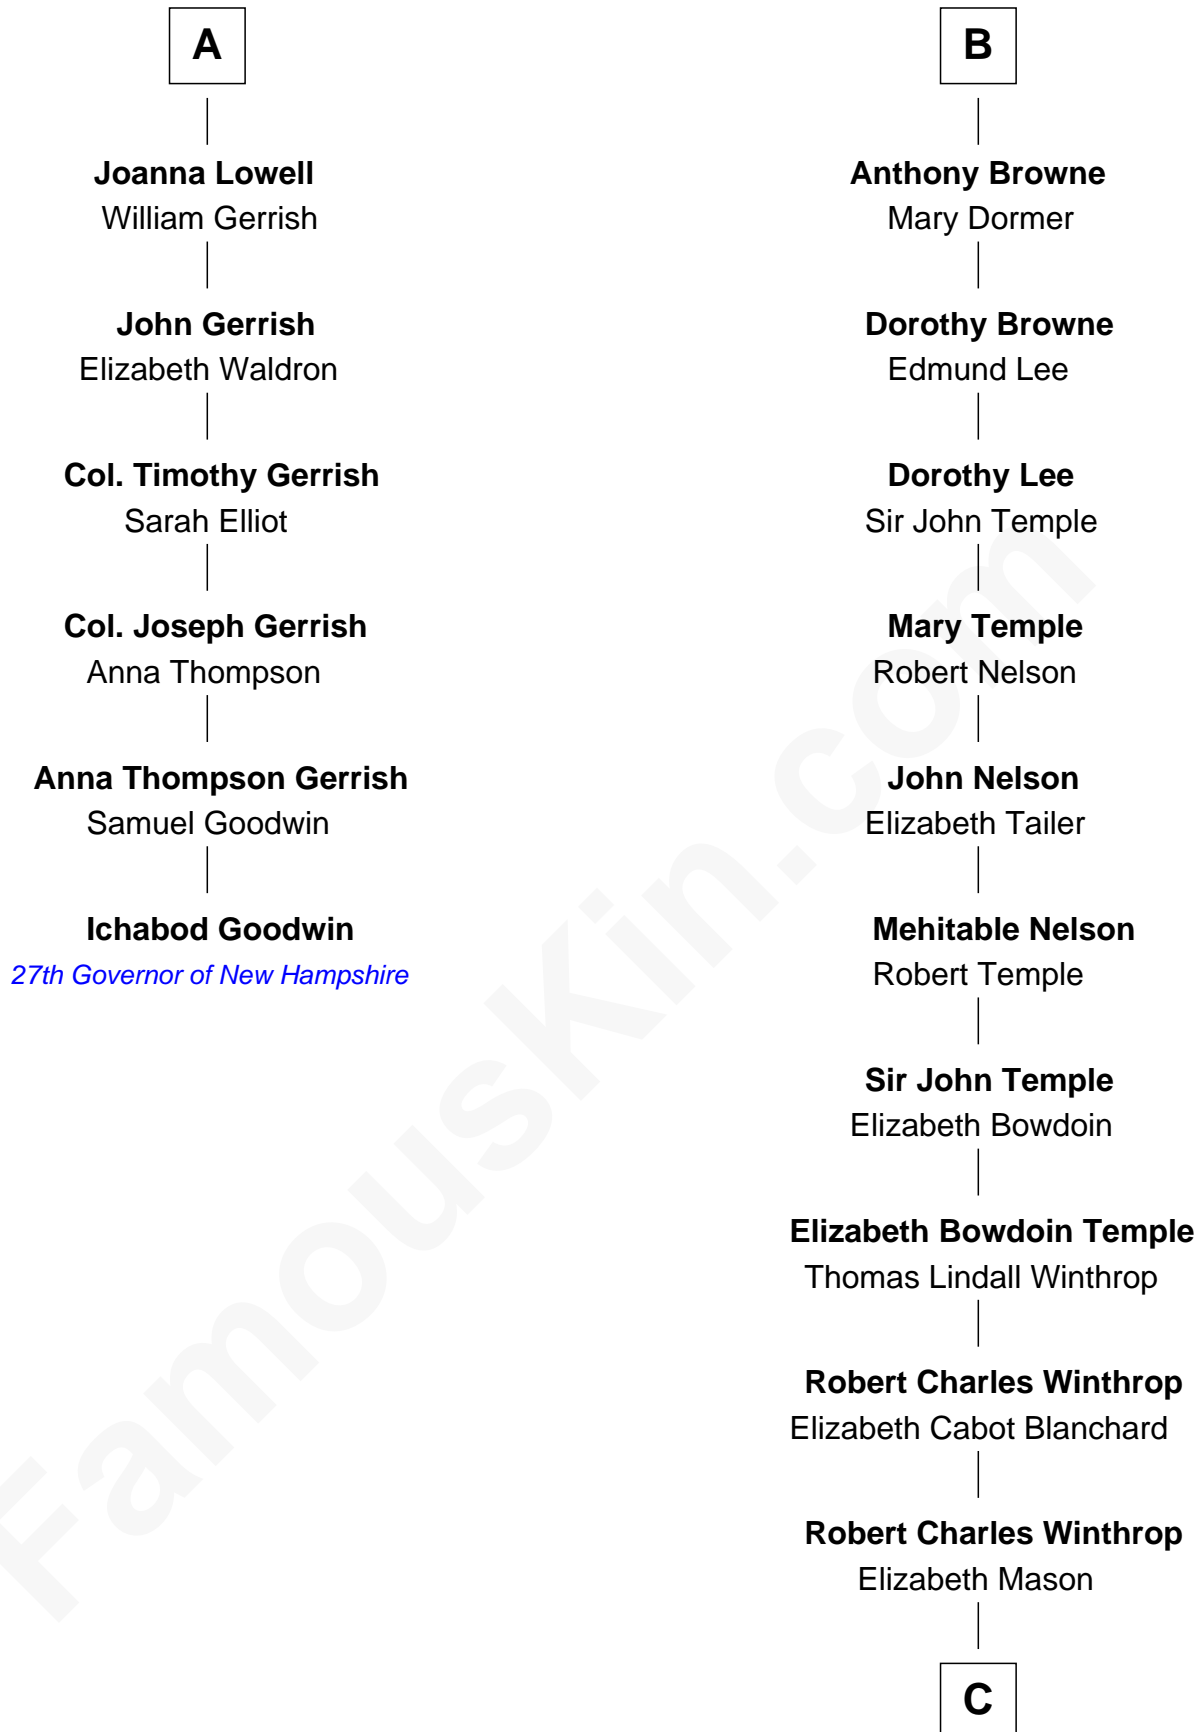 A
Joanna Lowell
William Gerrish
John Gerrish
Elizabeth Waldron
Col. Timothy Gerrish
Sarah Elliot
Col. Joseph Gerrish
Anna Thompson
Anna Thompson Gerrish
Samuel Goodwin
Ichabod Goodwin
27th Governor of New Hampshire
B
Anthony Browne
Mary Dormer
Dorothy Browne
Edmund Lee
Dorothy Lee
Sir John Temple
Mary Temple
Robert Nelson
John Nelson
Elizabeth Tailer
Mehitable Nelson
Robert Temple
Sir John Temple
Elizabeth Bowdoin
Elizabeth Bowdoin Temple
Thomas Lindall Winthrop
Robert Charles Winthrop
Elizabeth Cabot Blanchard
Robert Charles Winthrop
Elizabeth Mason
C
FamousKin.com